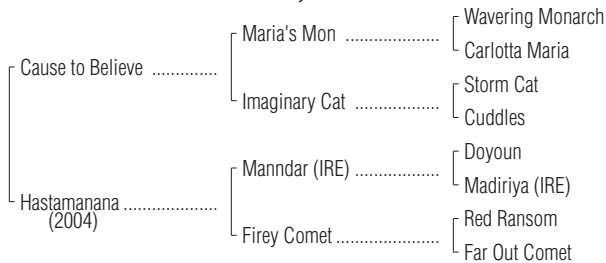 Wavering Monarch
Maria's Mon ..................
Carlotta Maria
Cause to Believe .............
Storm Cat
Imaginary Cat ..................
Cuddles
Doyoun
Manndar (IRE) ..................
Madiriya (IRE)
Hastamanana ....................
(2004)
Red Ransom
Firey Comet ......................
Far Out Comet